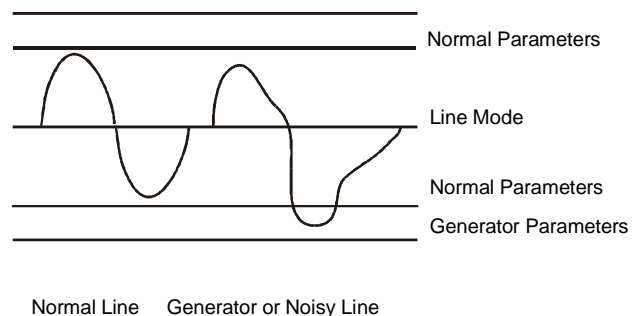 Normal Parameters
Line Mode
Normal Parameters
Generator Parameters
Normal Line Generator or Noisy Line